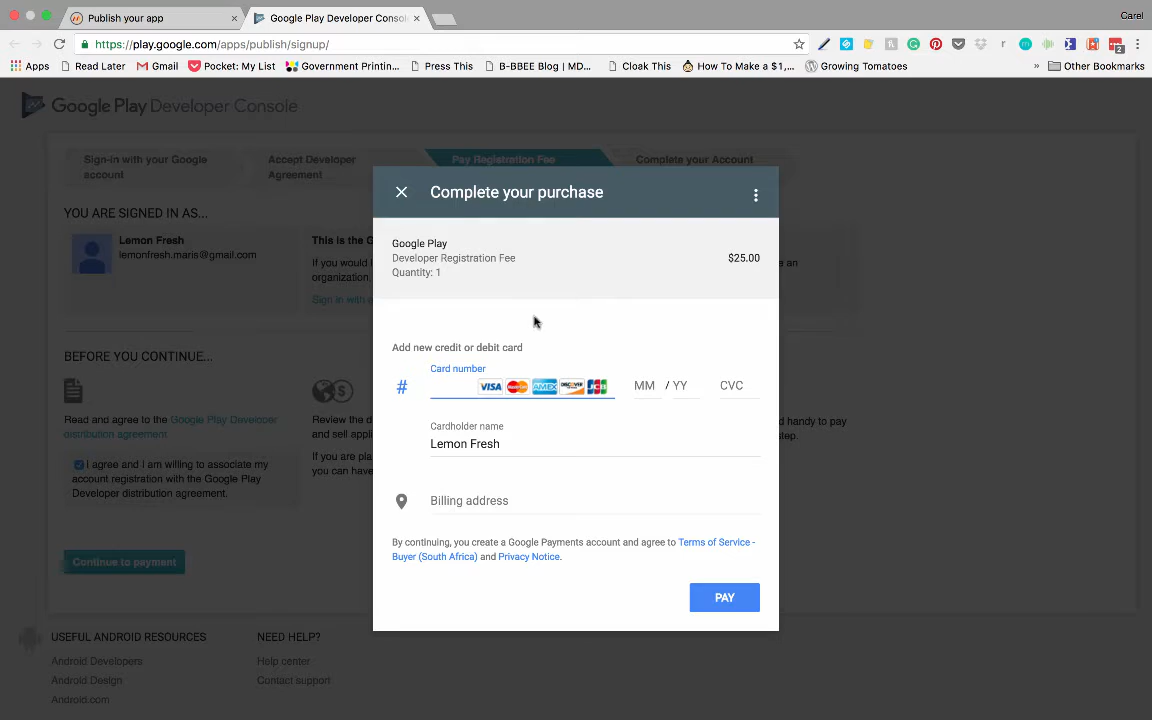 Publish your app
Google Play Developer Conso
Carel
https://play.google.com/apps/publish/signup/
2
Apps
Read Later
Gmail
Pocket: My List
Government Printin...
Press This
B-BBEE Blog | MD...
Cloak This
How To Make a $1,...
Growing Tomatoes
»
Other Bookmarks
Google Play Developer Console
Sign-in with your Google
account
Accept Developer
Agreement
Pay Registration Fee
Complete your Account
YOU ARE SIGNED IN AS...
Lemon Fresh
lemonfresh.maris@gmail.com
This is the G
If you would l
an
organization,
Sign in with
BEFORE YOU CONTINUE...
Read and agree to the Google Play Developer
distribution agreement.
I agree and I am willing to associate my
account registration with the Google Play
Developer distribution agreement.
Review the d
and sell appli
If you are pla
you can have
handy to pay
step.
Continue to payment
Complete your purchase
Google Play
Developer Registration Fee
Quantity: 1
$25.00
Add new credit or debit card
Card number
# VISA MasterCard AMEX DISCOVER JCB MM / YY CVC
Cardholder name
Lemon Fresh
Billing address
By continuing, you create a Google Payments account and agree to Terms of Service -
Buyer (South Africa) and Privacy Notice.
PAY
USEFUL ANDROID RESOURCES
Android Developers
Android Design
Android.com
NEED HELP?
Help center
Contact support